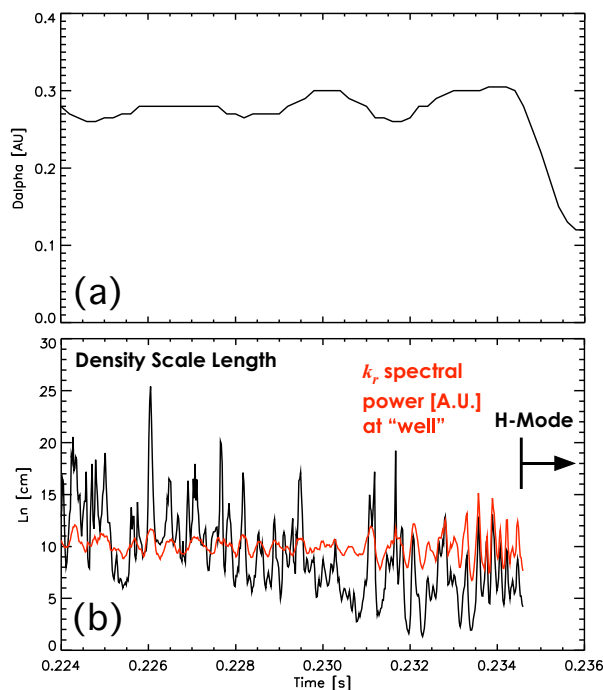 0.4
0.3
0.2
0.1
0.0
Dalpha [AU]
(a)
30
25
20
15
10
5
0
Ln [cm]
Density Scale Length
k_r spectral
power [A.U.]
at “well”
H-Mode
(b)
0.224 0.226 0.228 0.230 0.232 0.234 0.236
Time [s]